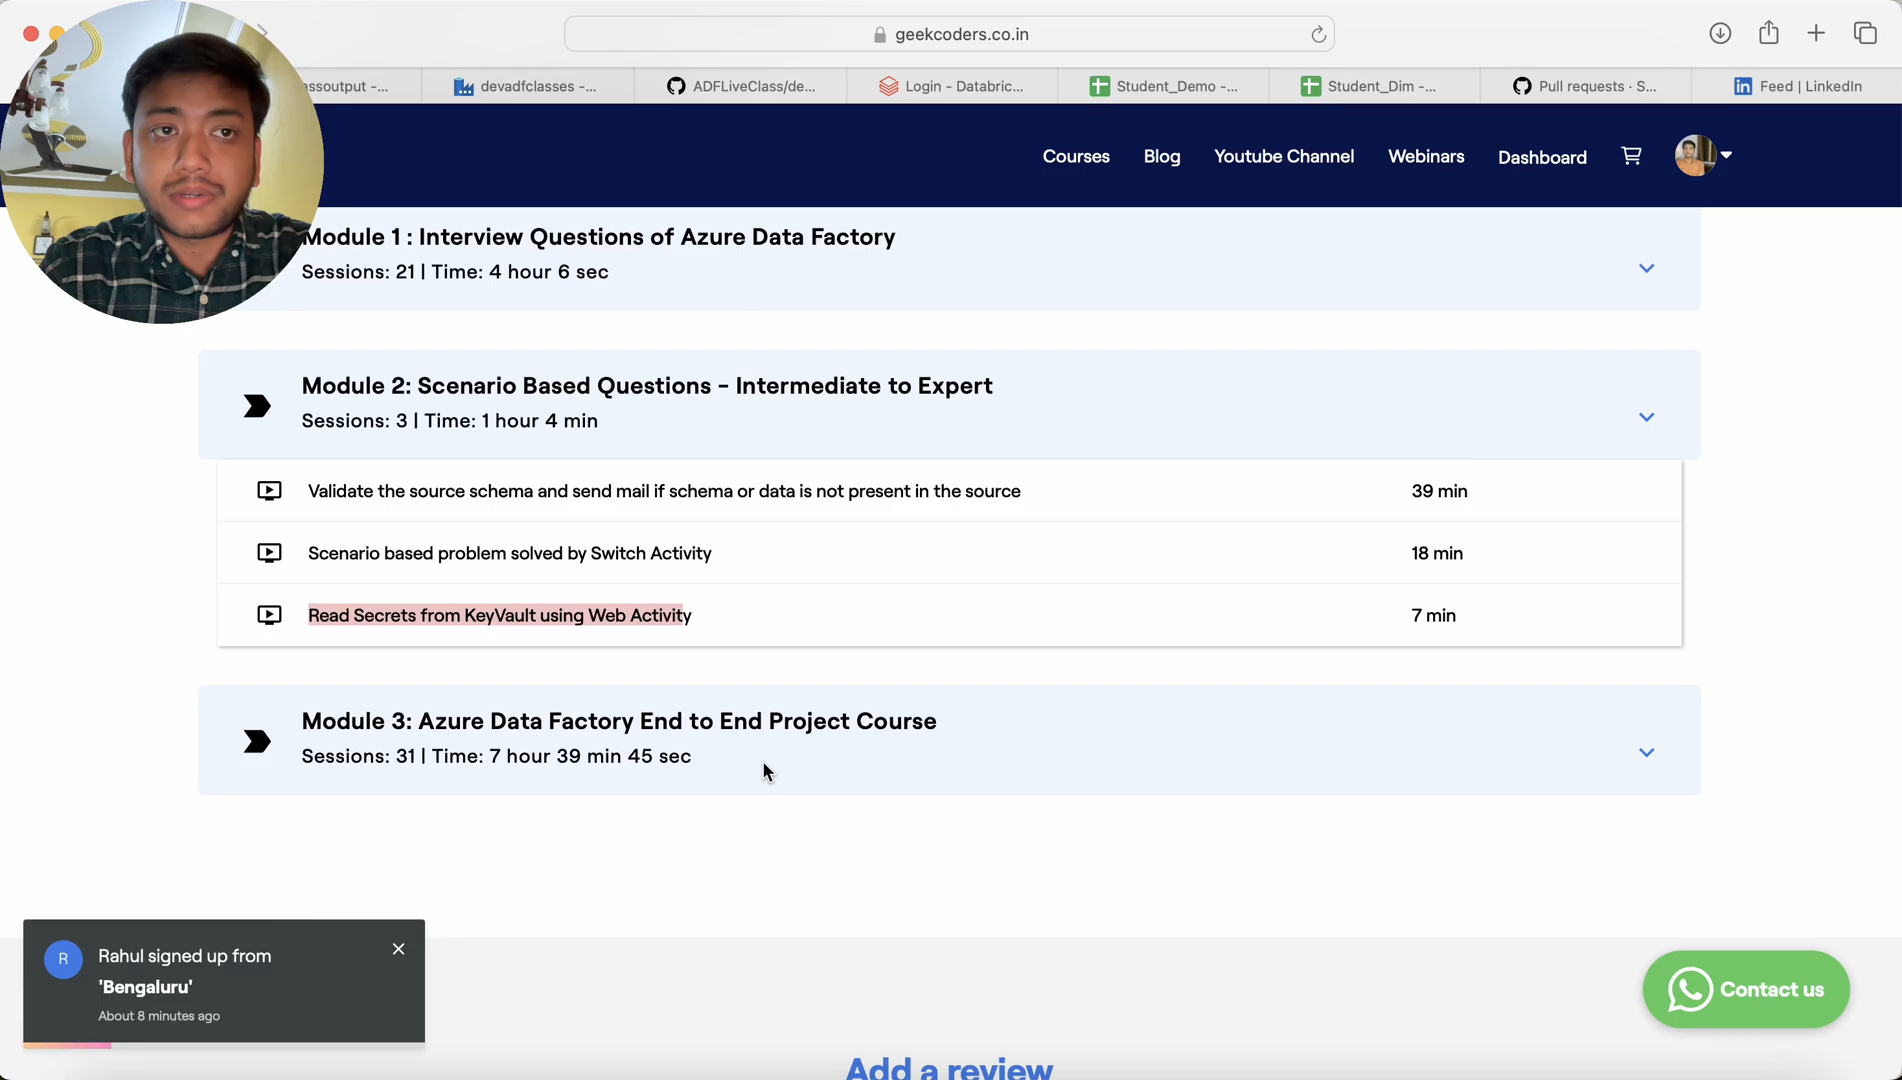 geekcoders.co.in
ssoutput -...
devadfclasses -...
ADFLiveClass/de...
Login - Databric...
Student_Demo -...
Student_Dim -...
Pull requests · S...
Feed | LinkedIn
Courses
Blog
Youtube Channel
Webinars
Dashboard
Module 1 : Interview Questions of Azure Data Factory
Sessions: 21 | Time: 4 hour 6 sec
Module 2: Scenario Based Questions - Intermediate to Expert
Sessions: 3 | Time: 1 hour 4 min
Validate the source schema and send mail if schema or data is not present in the source 39 min
Scenario based problem solved by Switch Activity 18 min
Read Secrets from KeyVault using Web Activity 7 min
Module 3: Azure Data Factory End to End Project Course
Sessions: 31 | Time: 7 hour 39 min 45 sec
R
Rahul signed up from
'Bengaluru'
About 8 minutes ago
Contact us
Add a review